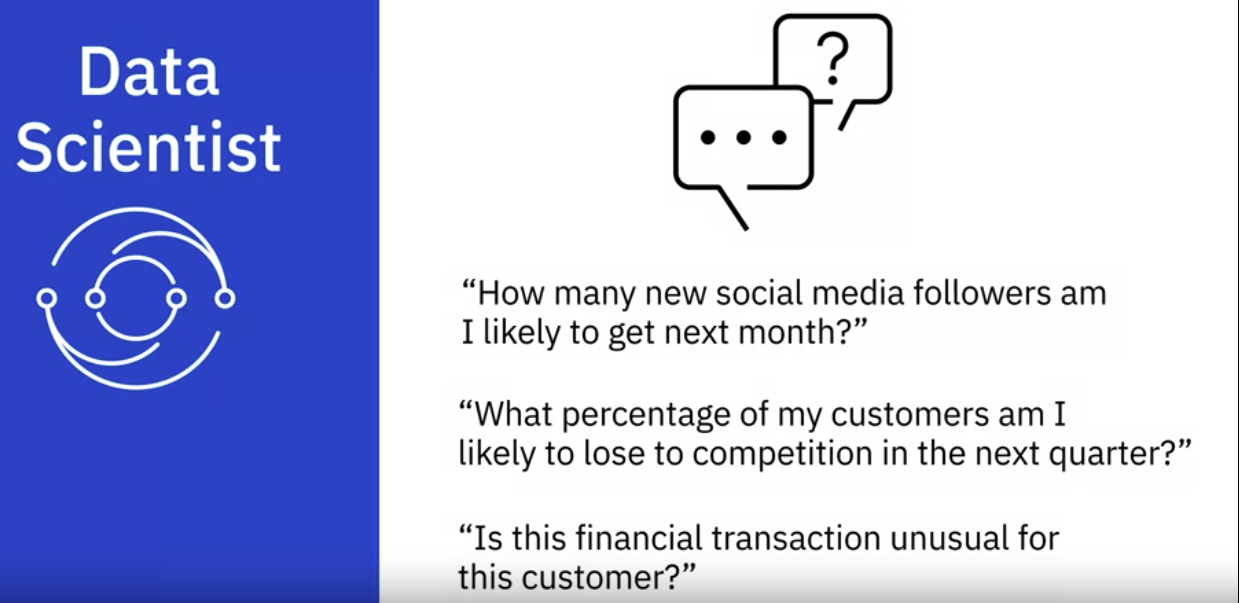 Data
Scientist
?
“How many new social media followers am
I likely to get next month?”
“What percentage of my customers am I
likely to lose to competition in the next quarter?”
“Is this financial transaction unusual for
this customer?”